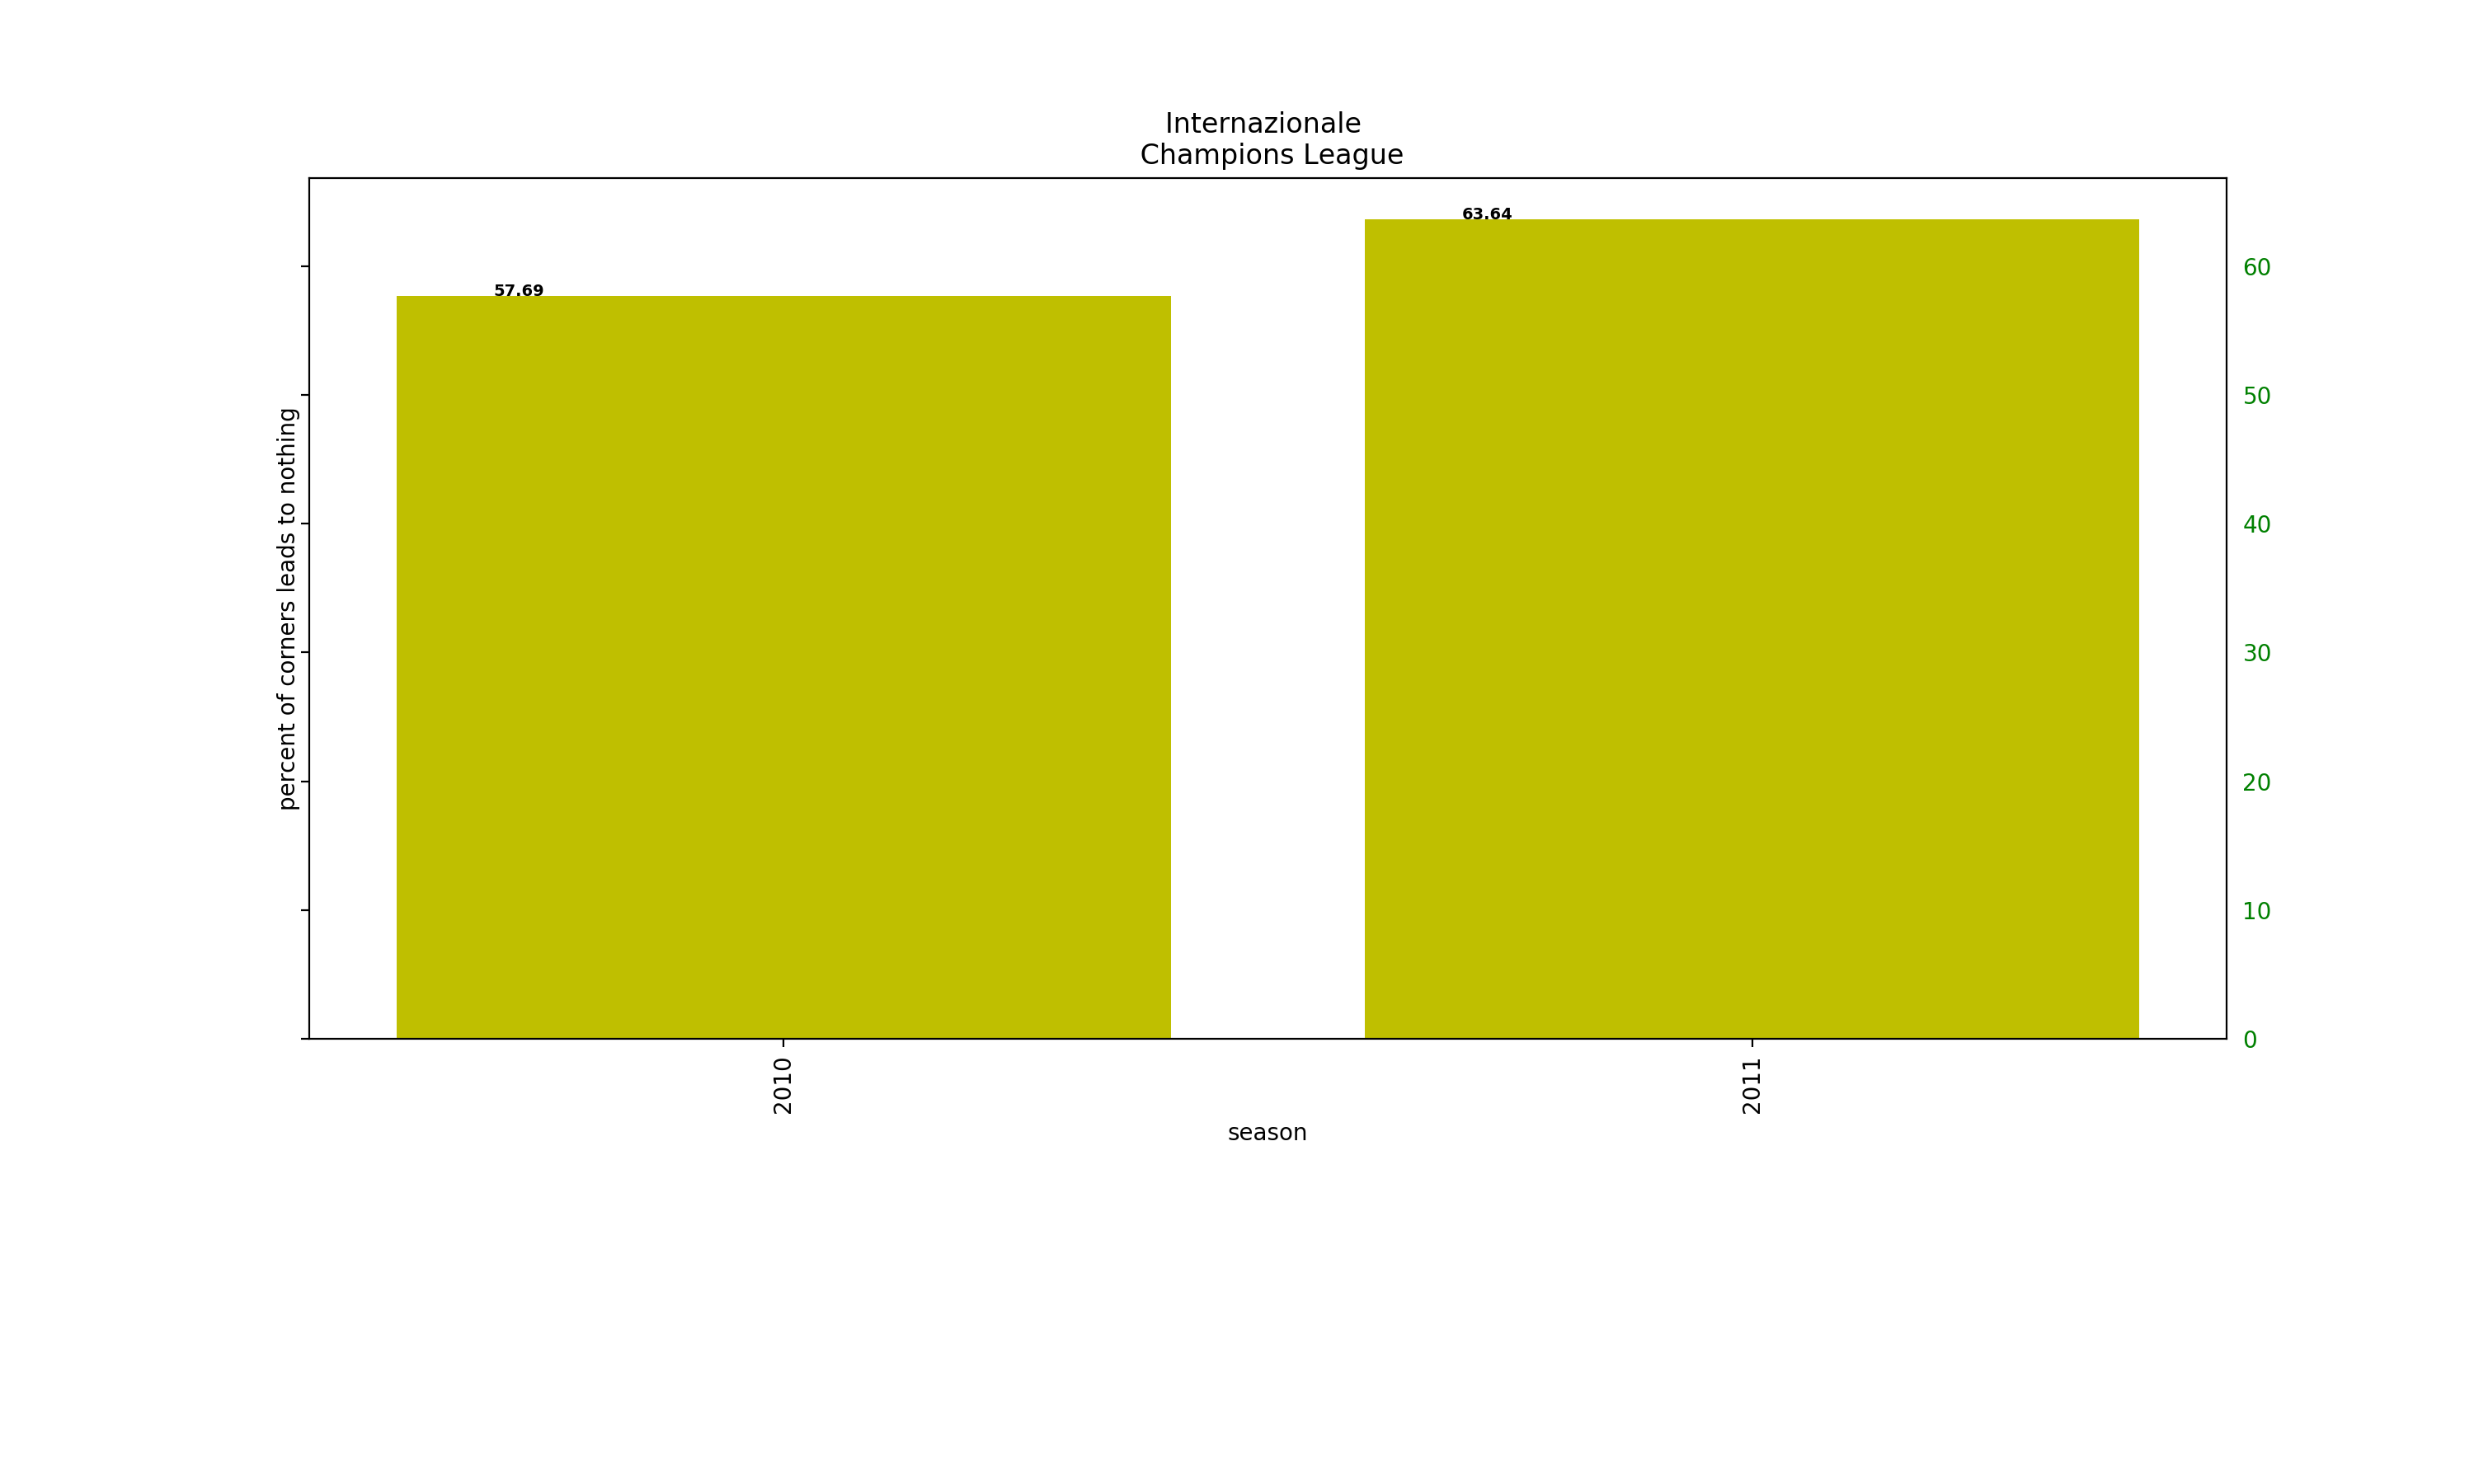 Internazionale
Champions League
63.64
57.69
percent of corners leads to nothing
60
50
40
30
20
10
0
2010
2011
season